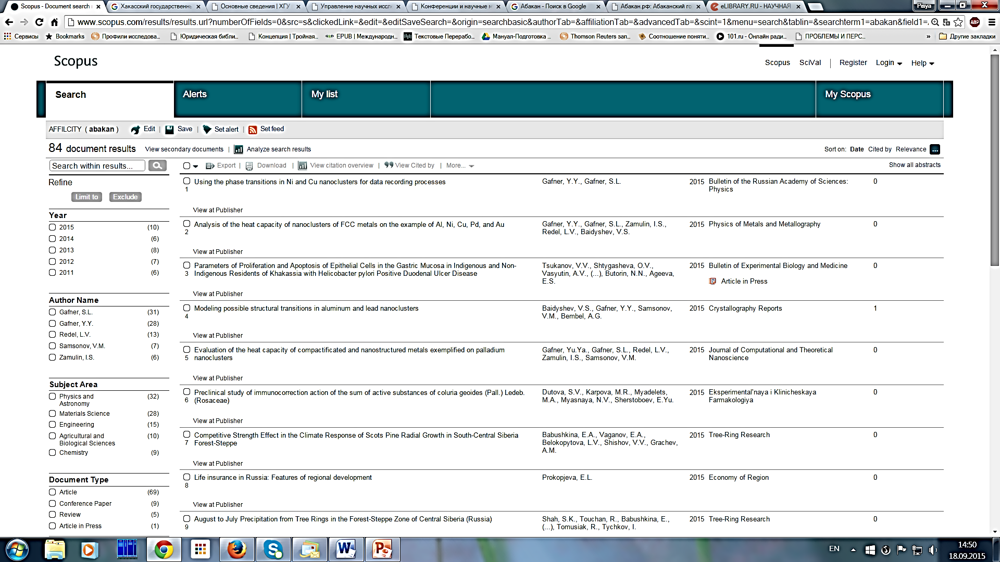 Scopus - Document search
Хакасский государственнь
Основные сведения | ХГУ
Управление научных иссл
Конференции и научные м
Абакан - Поиск в Google
Абакан.рф: Абаканский го
eLIBRARY.RU - НАУЧНАЯ
Pisya
www.scopus.com/results/results.url?numberOfFields=0&src=s&clickedLink=&edit=&editSaveSearch=&origin=searchbasic&authorTab=&affiliationTab=&advancedTab=&scint=1&menu=search&tablin=&searchterm1=abakan&field1=
ABP
Сервисы
Bookmarks
Профили исследова...
Юридическая библи...
Концепция | Тройная...
EPUB | Международн...
Текстовые Перерабо...
Мануал-Подготовка ...
Thomson Reuters зап...
Соотношение поняти...
101.ru - Онлайн ради...
ПРОБЛЕМЫ И ПЕРС...
»
Другие закладки
Scopus
Scopus SciVal | Register Login Help
Search Alerts My list My Scopus
AFFILCITY ( abakan ) Edit | Save | Set alert | Set feed
84 document results View secondary documents | Analyze search results
Sort on: Date Cited by Relevance ...
Search within results...
Export | Download | View citation overview | View Cited by | More...
Show all abstracts
Refine
Limit to Exclude
Year
2015 (10)
2014 (6)
2013 (8)
2012 (7)
2011 (6)
Author Name
Gafner, S.L. (31)
Gafner, Y.Y. (28)
Redel, L.V. (13)
Samsonov, V.M. (7)
Zamulin, I.S. (6)
Subject Area
Physics and (32)
Astronomy
Materials Science (28)
Engineering (15)
Agricultural and (10)
Biological Sciences
Chemistry (9)
Document Type
Article (69)
Conference Paper (9)
Review (5)
Article in Press (1)
1 Using the phase transitions in Ni and Cu nanoclusters for data recording processes
Gafner, Y.Y., Gafner, S.L.
2015 Bulletin of the Russian Academy of Sciences: 0
Physics
View at Publisher
2 Analysis of the heat capacity of nanoclusters of FCC metals on the example of Al, Ni, Cu, Pd, and Au
Gafner, Y.Y., Gafner, S.L., Zamulin, I.S.,
Redel, L.V., Baidyshev, V.S.
2015 Physics of Metals and Metallography 0
View at Publisher
3 Parameters of Proliferation and Apoptosis of Epithelial Cells in the Gastric Mucosa in Indigenous and Non-
Indigenous Residents of Khakassia with Helicobacter pylori Positive Duodenal Ulcer Disease
Tsukanov, V.V., Shtygasheva, O.V.,
Vasyutin, A.V., (...), Butorin, N.N., Ageeva,
E.S.
2015 Bulletin of Experimental Biology and Medicine 0
Article in Press
View at Publisher
4 Modeling possible structural transitions in aluminum and lead nanoclusters
Baidyshev, V.S., Gafner, Y.Y., Samsonov,
V.M., Bembel, A.G.
2015 Crystallography Reports 1
View at Publisher
5 Evaluation of the heat capacity of compactificated and nanostructured metals exemplified on palladium
nanoclusters
Gafner, Yu.Ya., Gafner, S.L., Redel, L.V.,
Zamulin, I.S., Samsonov, V.M.
2015 Journal of Computational and Theoretical 0
Nanoscience
View at Publisher
6 Preclinical study of immunocorrection action of the sum of active substances of coluria geoides (Pall.) Ledeb.
(Rosaceae)
Dutova, S.V., Karpova, M.R., Myadelets,
M.A., Myasnaya, N.V., Sherstoboev, E.Yu.
2015 Eksperimental'naya i Klinicheskaya 0
Farmakologiya
View at Publisher
7 Competitive Strength Effect in the Climate Response of Scots Pine Radial Growth in South-Central Siberia
Forest-Steppe
Babushkina, E.A., Vaganov, E.A.,
Belokopytova, L.V., Shishov, V.V., Grachev,
A.M.
2015 Tree-Ring Research 0
View at Publisher
8 Life insurance in Russia: Features of regional development
Prokopjeva, E.L.
2015 Economy of Region 0
View at Publisher
9 August to July Precipitation from Tree Rings in the Forest-Steppe Zone of Central Siberia (Russia)
Shah, S.K., Touchan, R., Babushkina, E.,
(...), Tomusiak, R., Tychkov, I.
2015 Tree-Ring Research 0
EN
14:50
18.09.2015